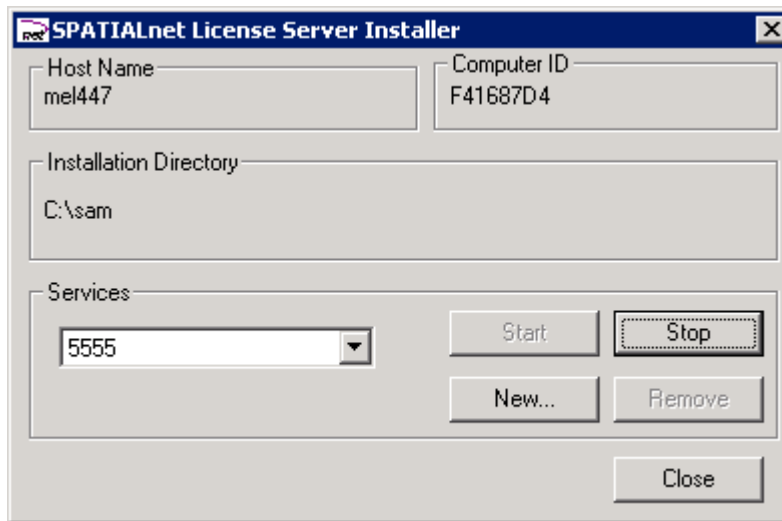 SPATIALnet License Server Installer
Host Name
mel447
Computer ID
F41687D4
Installation Directory
C:\sam
Services
5555
Start
Stop
New...
Remove
Close